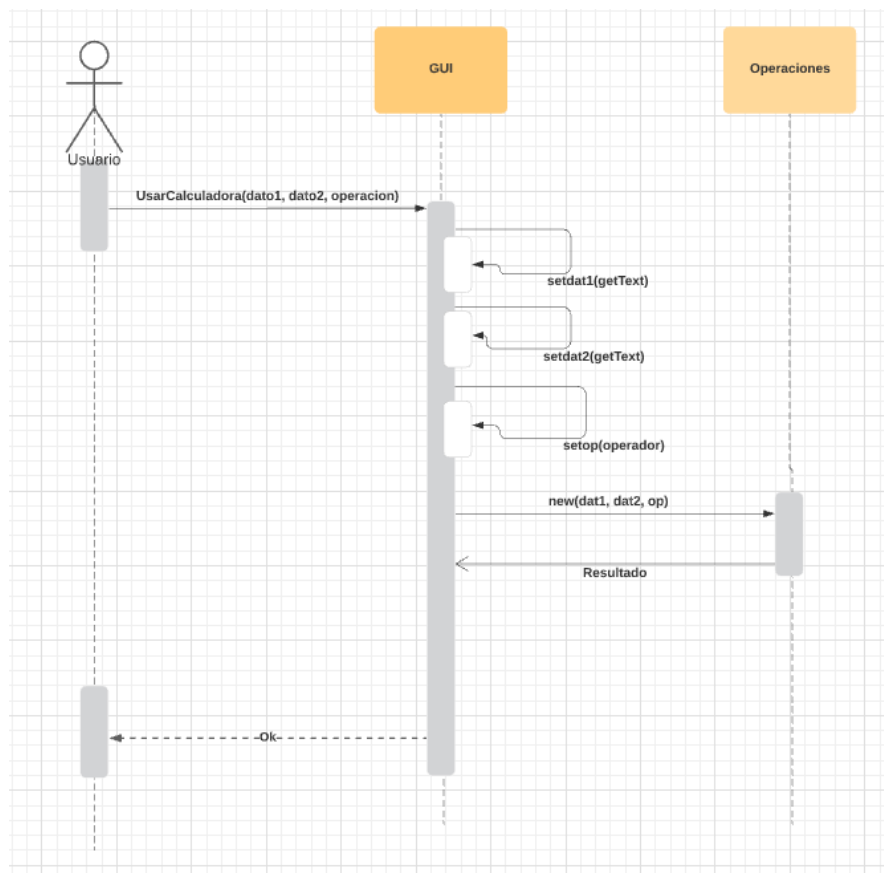 GUI
Operaciones
Usuario
UsarCalculadora(dato1, dato2, operacion)
setdat1(getText)
setdat2(getText)
setop(operador)
new(dat1, dat2, op)
Resultado
Ok